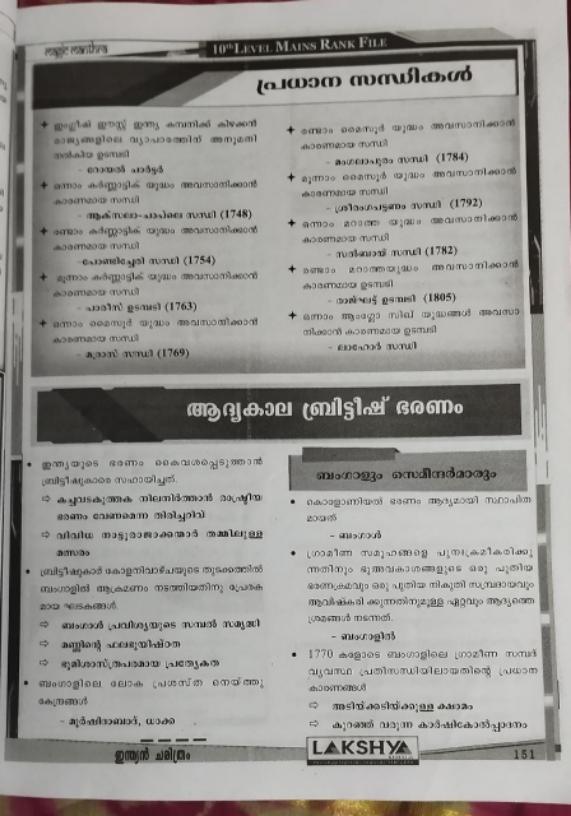 magic manthra
10th LEVEL MAINS RANK FILE
പ്രധാന സന്ധികൾ
✦ ഇംഗ്ലീഷ് ഈസ്റ്റ് ഇന്ത്യ കമ്പനിക്ക് കിഴക്കൻ
രാജ്യങ്ങളിലെ വ്യാപാരത്തിന് അനുമതി
നൽകിയ ഉടമ്പടി
- റോയൽ ചാർട്ടർ
✦ ഒന്നാം കർണ്ണാട്ടിക് യുദ്ധം അവസാനിക്കാൻ
കാരണമായ സന്ധി
- ആക്സലാ-ചാപ്പലെ സന്ധി (1748)
✦ രണ്ടാം കർണ്ണാട്ടിക് യുദ്ധം അവസാനിക്കാൻ
കാരണമായ സന്ധി
-പോണ്ടിച്ചേരി സന്ധി (1754)
✦ മൂന്നാം കർണ്ണാട്ടിക് യുദ്ധം അവസാനിക്കാൻ
കാരണമായ സന്ധി
- പാരീസ് ഉടമ്പടി (1763)
✦ ഒന്നാം മൈസൂർ യുദ്ധം അവസാനിക്കാൻ
കാരണമായ സന്ധി
- മദ്രാസ് സന്ധി (1769)
✦ രണ്ടാം മൈസൂർ യുദ്ധം അവസാനിക്കാൻ
കാരണമായ സന്ധി
- മംഗലാപുരം സന്ധി (1784)
✦ മൂന്നാം മൈസൂർ യുദ്ധം അവസാനിക്കാൻ
കാരണമായ സന്ധി
- ശ്രീരംഗപട്ടണം സന്ധി (1792)
✦ ഒന്നാം മറാത്ത യുദ്ധം അവസാനിക്കാൻ
കാരണമായ സന്ധി
- സൽബായ് സന്ധി (1782)
✦ രണ്ടാം മറാത്തയുദ്ധം അവസാനിക്കാൻ
കാരണമായ ഉടമ്പടി
- രാജ്ഘട്ട് ഉടമ്പടി (1805)
✦ ഒന്നാം ആംഗ്ലോ സിഖ് യുദ്ധങ്ങൾ അവസാ
നിക്കാൻ കാരണമായ ഉടമ്പടി
- ലാഹോർ സന്ധി
ആദ്യകാല ബ്രിട്ടീഷ് ഭരണം
• ഇന്ത്യയുടെ ഭരണം കൈവശപ്പെടുത്താൻ
ബ്രിട്ടീഷുകാരെ സഹായിച്ചത്.
⇨ കച്ചവടകുത്തക നിലനിർത്താൻ രാഷ്ട്രീയ
ഭരണം വേണമെന്ന തിരിച്ചറിവ്
⇨ വിവിധ നാട്ടുരാജാക്കന്മാർ തമ്മിലുള്ള
മത്സരം
• ബ്രിട്ടീഷുകാർ കോളനിവാഴ്ചയുടെ തുടക്കത്തിൽ
ബംഗാളിൽ ആക്രമണം നടത്തിയതിനു പ്രേരക
മായ ഘടകങ്ങൾ.
⇨ ബംഗാൾ പ്രവിശ്യയുടെ സമ്പൽ സമൃദ്ധി
⇨ മണ്ണിന്റെ ഫലഭൂയിഷ്ഠത
⇨ ഭൂമിശാസ്ത്രപരമായ പ്രത്യേകത
• ബംഗാളിലെ ലോക പ്രശസ്ത നെയ്ത്തു
കേന്ദ്രങ്ങൾ
- മൂർഷിദാബാദ്, ധാക്ക
ബംഗാളും സെമീന്ദർമാരും
• കൊളോണിയൽ ഭരണം ആദ്യമായി സ്ഥാപിത
മായത്
- ബംഗാൾ
• ഗ്രാമീണ സമൂഹങ്ങളെ പുനഃക്രമീകരിക്കു
ന്നതിനും ഭൂഅവകാശങ്ങളുടെ ഒരു പുതിയ
ഭരണക്രമവും ഒരു പുതിയ നികുതി സമ്പ്രദായവും
ആവിഷ്കരി ക്കുന്നതിനുമുള്ള ഏറ്റവും ആദ്യത്തെ
ശ്രമങ്ങൾ നടന്നത്.
- ബംഗാളിൽ
• 1770 കളോടെ ബംഗാളിലെ ഗ്രാമീണ സമ്പദ്
വ്യവസ്ഥ പ്രതിസന്ധിയിലായതിന്റെ പ്രധാന
കാരണങ്ങൾ
⇨ അടിയ്ക്കടിയ്ക്കുള്ള ക്ഷാമം
⇨ കുറഞ്ഞ് വരുന്ന കാർഷികോൽപ്പാദനം
ഇന്ത്യൻ ചരിത്രം
LAKSHYA
151